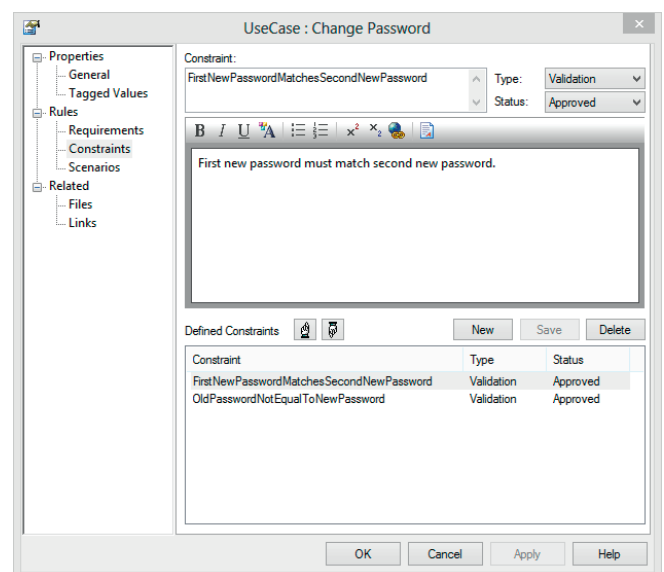 UseCase : Change Password
Properties
General
Tagged Values
Rules
Requirements
Constraints
Scenarios
Related
Files
Links
Constraint:
FirstNewPasswordMatchesSecondNewPassword
Type: Validation
Status: Approved
B I U A x² ×₂
First new password must match second new password.
Defined Constraints New Save Delete
Constraint Type Status
FirstNewPasswordMatchesSecondNewPassword Validation Approved
OldPasswordNotEqualToNewPassword Validation Approved
OK Cancel Apply Help